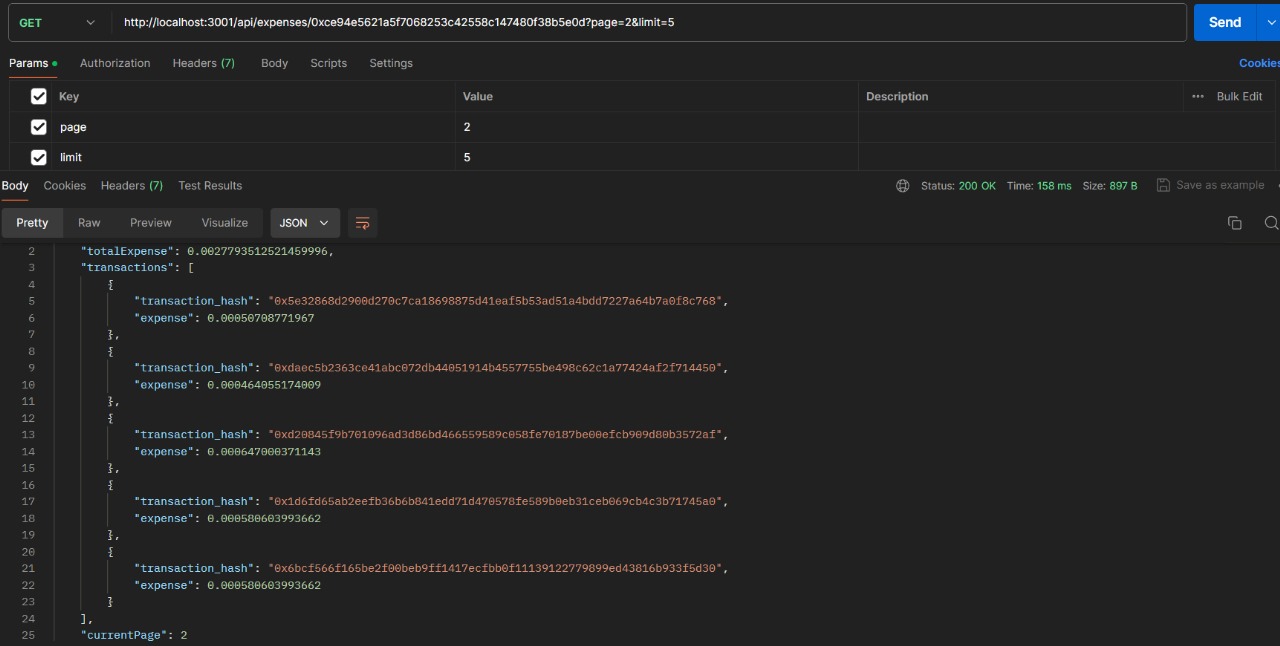 GET http://localhost:3001/api/expenses/0xce94e5621a5f7068253c42558c147480f38b5e0d?page=2&limit=5 Send
Params Authorization Headers (7) Body Scripts Settings Cookies
Key Value Description ••• Bulk Edit
page 2
limit 5
Body Cookies Headers (7) Test Results Status: 200 OK Time: 158 ms Size: 897 B Save as example
Pretty Raw Preview Visualize JSON
2 "totalExpense": 0.0027793512521459996,
3 "transactions": [
4 {
5 "transaction_hash": "0x5e32868d2900d270c7ca18698875d41eaf5b53ad51a4bdd7227a64b7a0f8c768",
6 "expense": 0.00050708771967
7 },
8 {
9 "transaction_hash": "0xdaec5b2363ce41abc072db44051914b4557755be498c62c1a77424af2f714450",
10 "expense": 0.000464055174009
11 },
12 {
13 "transaction_hash": "0xd20845f9b701096ad3d86bd466559589c058fe70187be00efcb909d80b3572af",
14 "expense": 0.000647000371143
15 },
16 {
17 "transaction_hash": "0x1d6fd65ab2eefb36b6b841edd71d470578fe589b0eb31ceb069cb4c3b71745a0",
18 "expense": 0.000580603993662
19 },
20 {
21 "transaction_hash": "0x6bcf566f165be2f00beb9ff1417ecfbb0f11139122779899ed43816b933f5d30",
22 "expense": 0.000580603993662
23 }
24 ],
25 "currentPage": 2